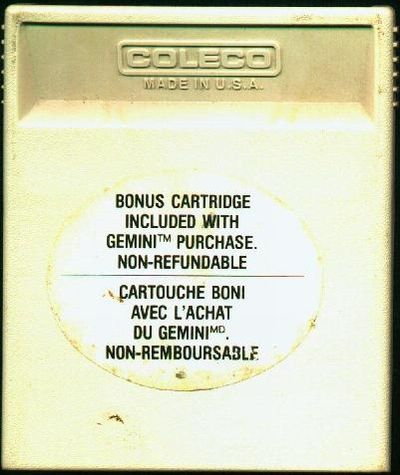 COLECO
MADE IN U.S.A.
BONUS CARTRIDGE
INCLUDED WITH
GEMINI™ PURCHASE.
NON-REFUNDABLE
CARTOUCHE BONI
AVEC L'ACHAT
DU GEMINIᴹᴰ.
NON-REMBOURSABLE